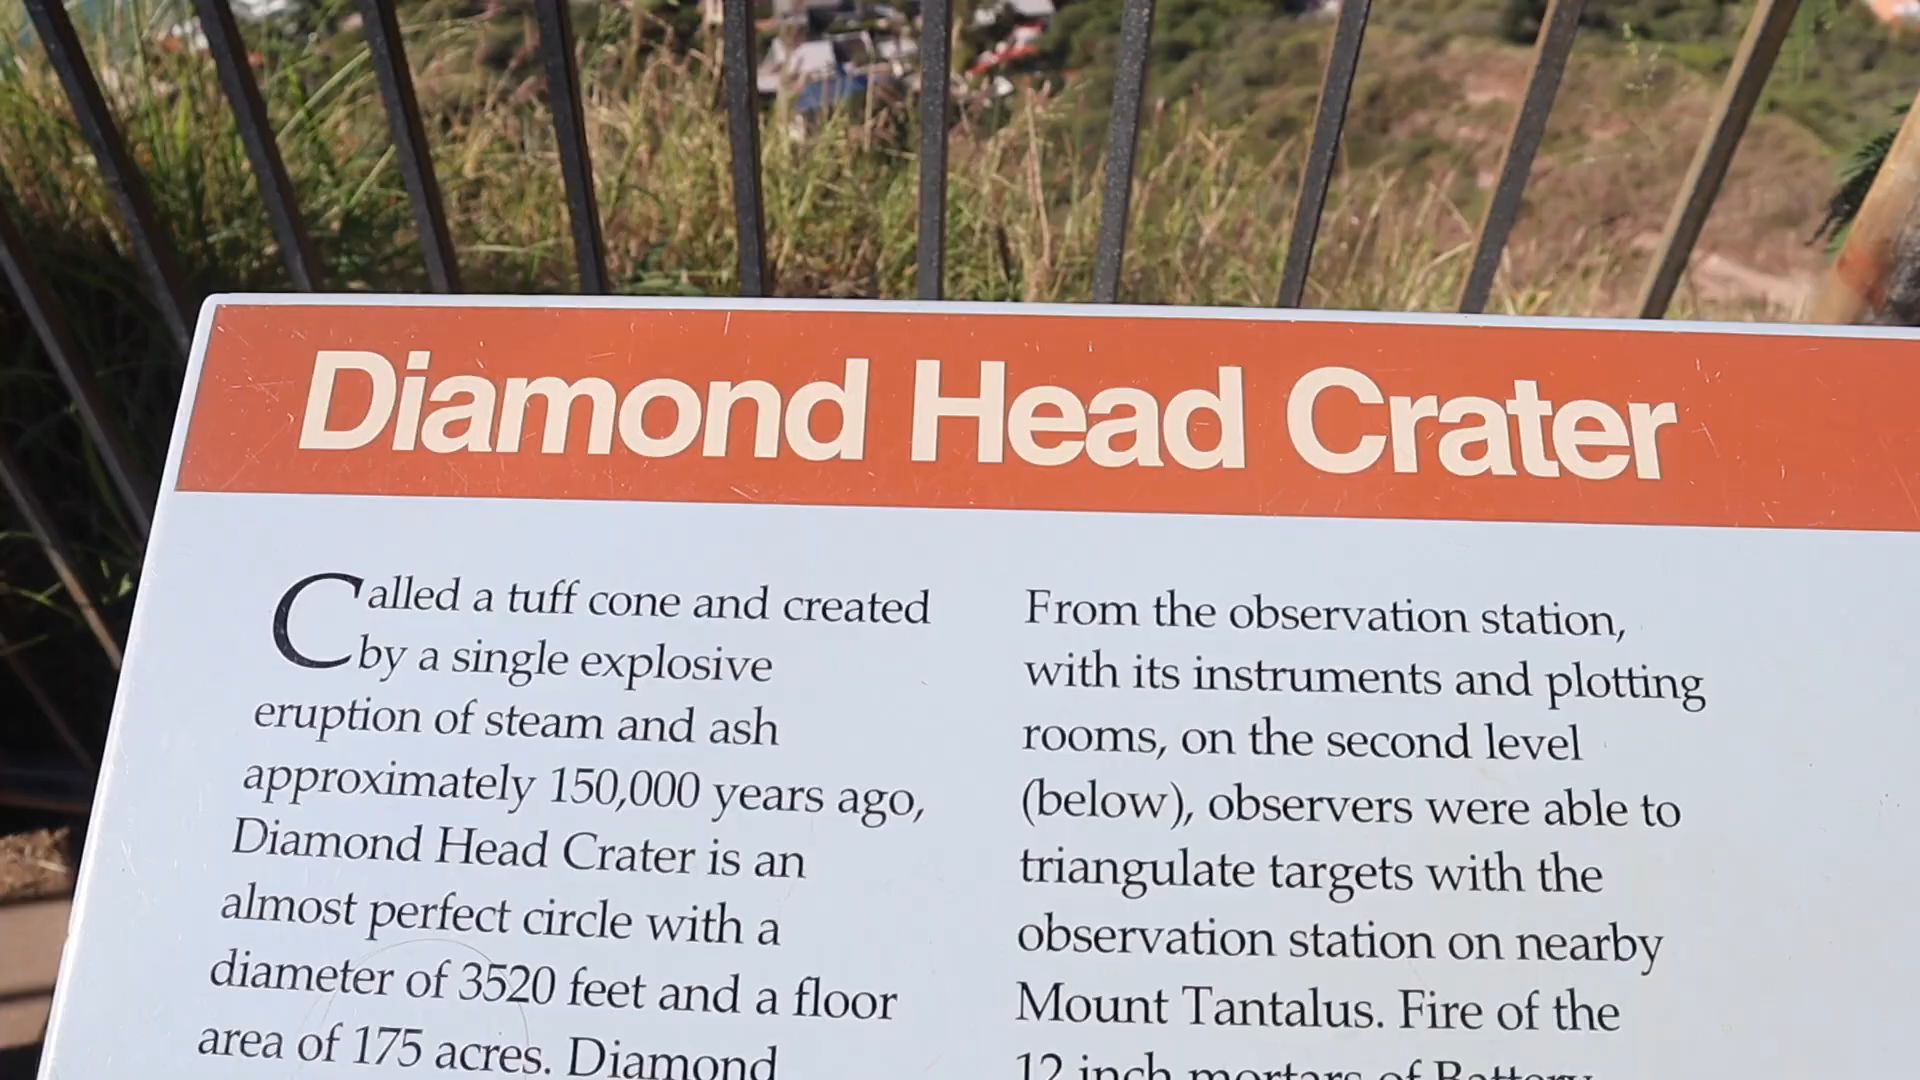 Diamond Head Crater
Called a tuff cone and created
by a single explosive
eruption of steam and ash
approximately 150,000 years ago,
Diamond Head Crater is an
almost perfect circle with a
diameter of 3520 feet and a floor
area of 175 acres. Diamond
From the observation station,
with its instruments and plotting
rooms, on the second level
(below), observers were able to
triangulate targets with the
observation station on nearby
Mount Tantalus. Fire of the
12 inch mortars of Battery